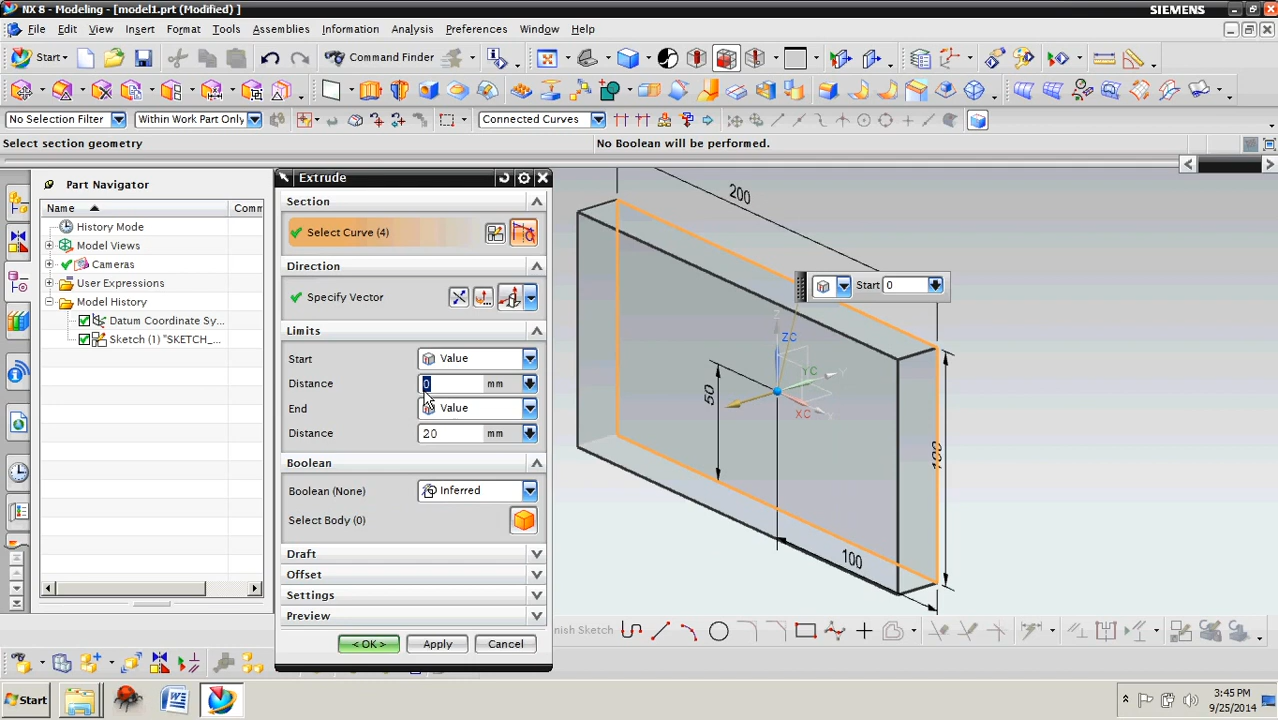 NX 8 - Modeling - [model1.prt (Modified) ]
SIEMENS
File Edit View Insert Format Tools Assemblies Information Analysis Preferences Window Help
Start
Command Finder
No Selection Filter
Within Work Part Only
Connected Curves
Select section geometry
No Boolean will be performed.
Part Navigator
Name
Comm
History Mode
Model Views
Cameras
User Expressions
Model History
Datum Coordinate Sy...
Sketch (1) "SKETCH_...
Extrude
Section
Select Curve (4)
Direction
Specify Vector
Limits
Start
Value
Distance
0
mm
End
Value
Distance
20
mm
Boolean
Boolean (None)
Inferred
Select Body (0)
Draft
Offset
Settings
Preview
< OK >
Apply
Cancel
200
Start
0
Z
ZC
YC
Y
XC
50
100
100
nish Sketch
Start
3:45 PM
9/25/2014